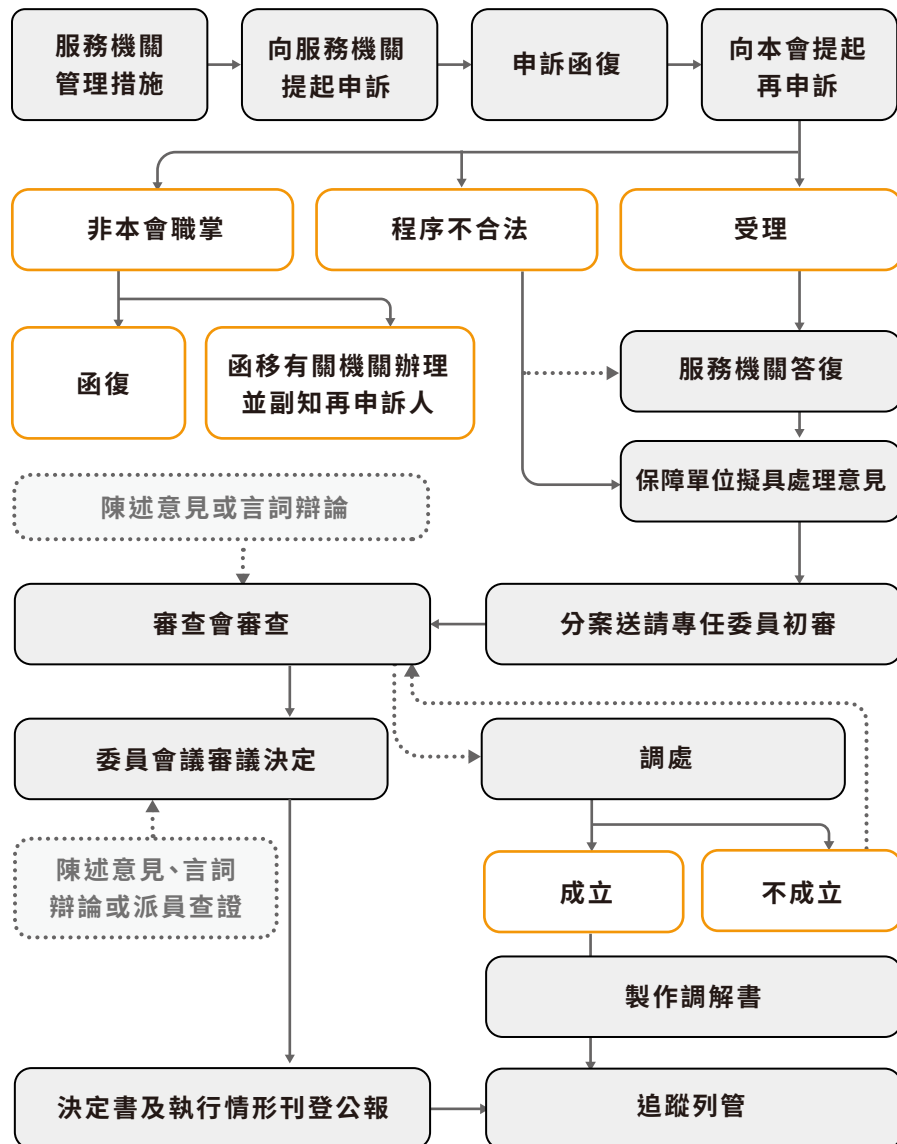 服務機關
管理措施
向服務機關
提起申訴
申訴函復
向本會提起
再申訴
非本會職掌
程序不合法
受理
函復
函移有關機關辦理
並副知再申訴人
服務機關答復
保障單位擬具處理意見
陳述意見或言詞辯論
審查會審查
分案送請專任委員初審
委員會議審議決定
調處
陳述意見、言詞
辯論或派員查證
成立
不成立
製作調解書
決定書及執行情形刊登公報
追蹤列管